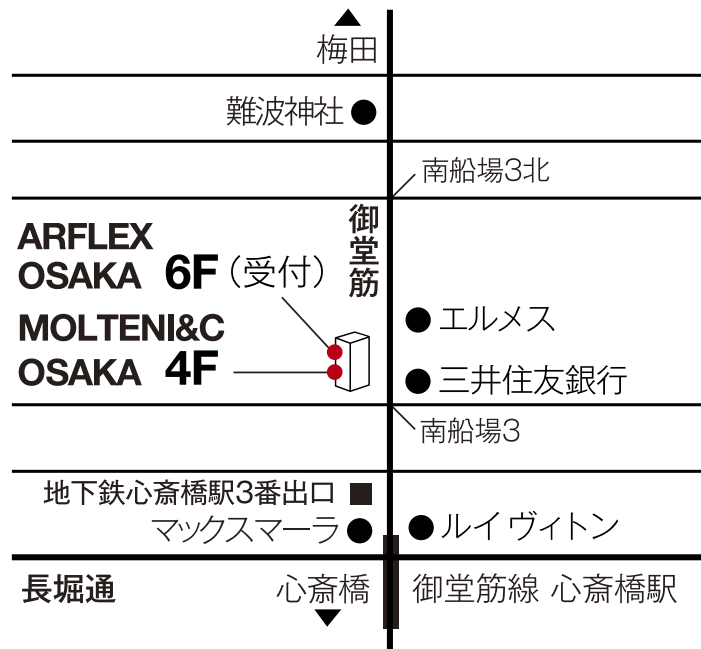 梅田
難波神社
南船場3北
御堂筋
ARFLEX
OSAKA 6F（受付）
MOLTENI&C
OSAKA 4F
エルメス
三井住友銀行
南船場3
地下鉄心斎橋駅3番出口
マックスマーラ
ルイ ヴィトン
長堀通
心斎橋
御堂筋線 心斎橋駅